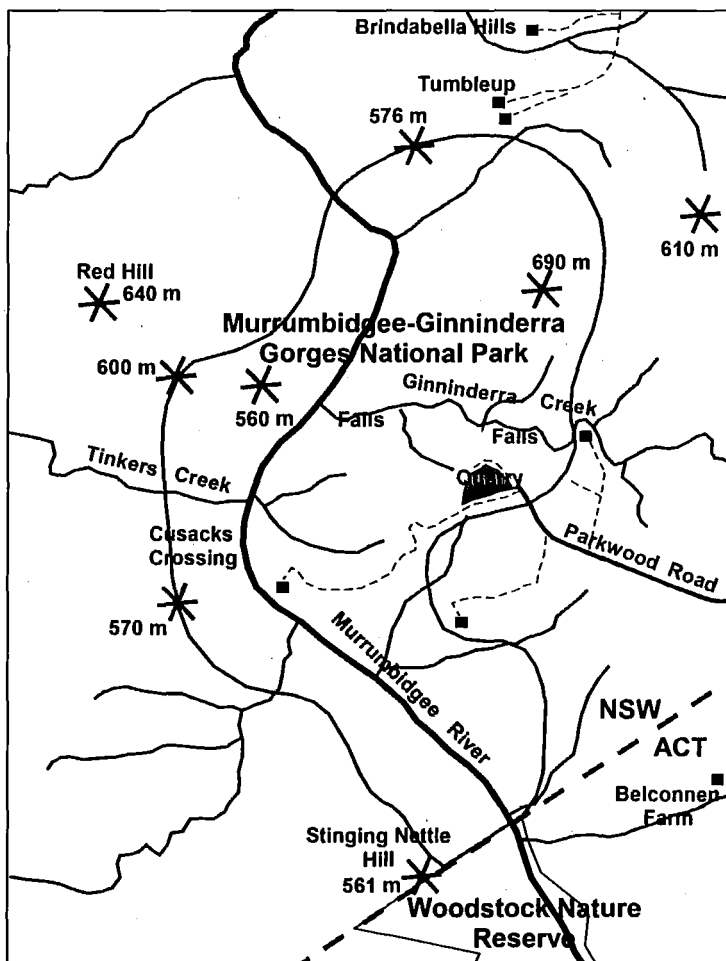 Brindabella Hills
Tumbleup
576 m
610 m
690 m
Red Hill
640 m
Murrumbidgee-Ginninderra
Gorges National Park
600 m
560 m
Ginninderra Creek
Falls
Falls
Tinkers Creek
Quarry
Cusacks
Crossing
Parkwood Road
570 m
Murrumbidgee River
NSW
ACT
Belconnen
Farm
Stinging Nettle
Hill
561 m
Woodstock Nature
Reserve